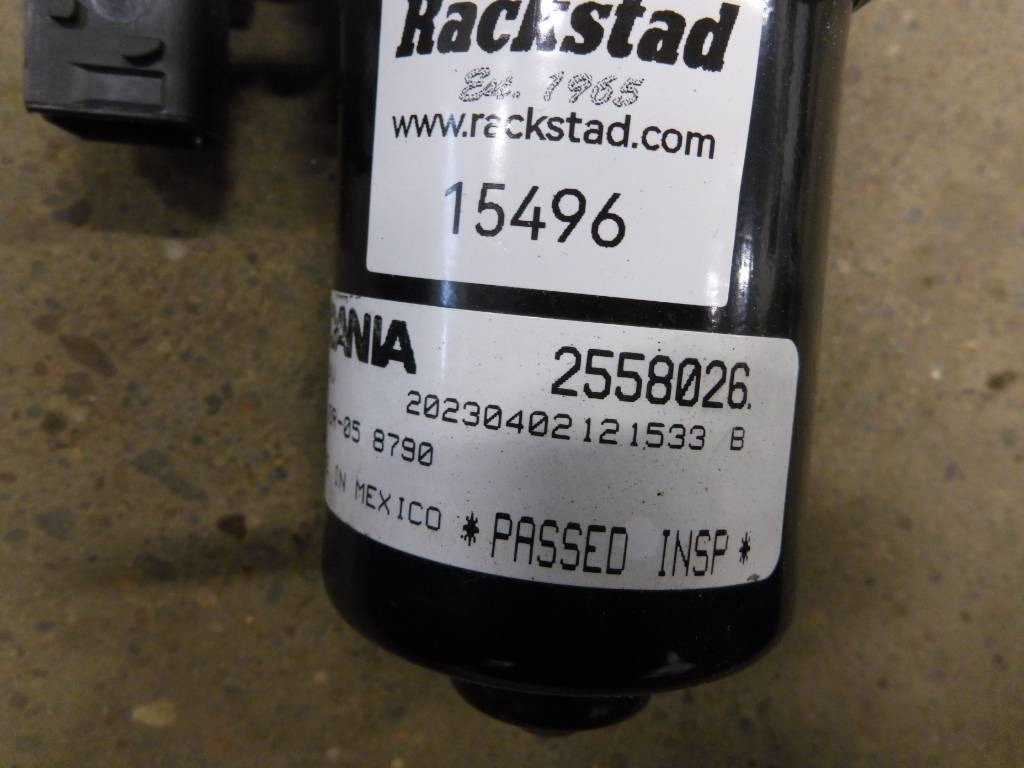 Rackstad
Est. 1965
www.rackstad.com
15496
2558026.
20230402121533 B
8790
IN MEXICO *PASSED INSP*